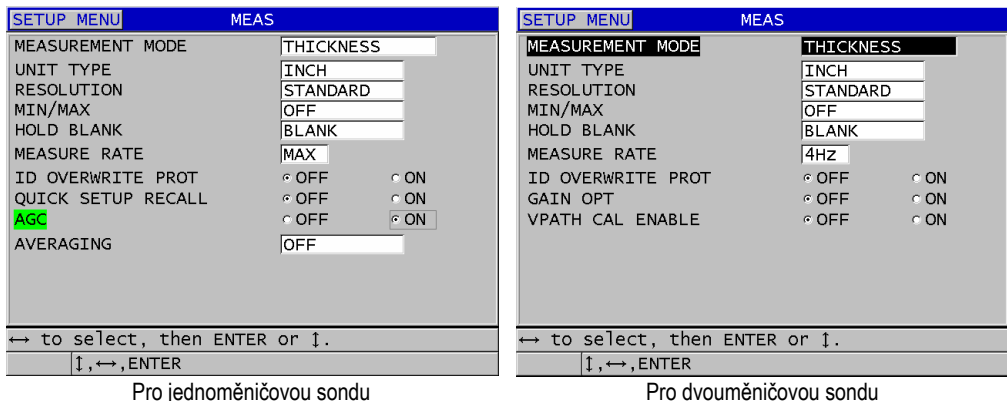 SETUP MENU MEAS
MEASUREMENT MODE THICKNESS
UNIT TYPE INCH
RESOLUTION STANDARD
MIN/MAX OFF
HOLD BLANK BLANK
MEASURE RATE MAX
ID OVERWRITE PROT OFF ON
QUICK SETUP RECALL OFF ON
AGC OFF ON
AVERAGING OFF
↔ to select, then ENTER or ↕.
↕,↔,ENTER
Pro jednoměničovou sondu
SETUP MENU MEAS
MEASUREMENT MODE THICKNESS
UNIT TYPE INCH
RESOLUTION STANDARD
MIN/MAX OFF
HOLD BLANK BLANK
MEASURE RATE 4Hz
ID OVERWRITE PROT OFF ON
GAIN OPT OFF ON
VPATH CAL ENABLE OFF ON
↔ to select, then ENTER or ↕.
↕,↔,ENTER
Pro dvouměničovou sondu